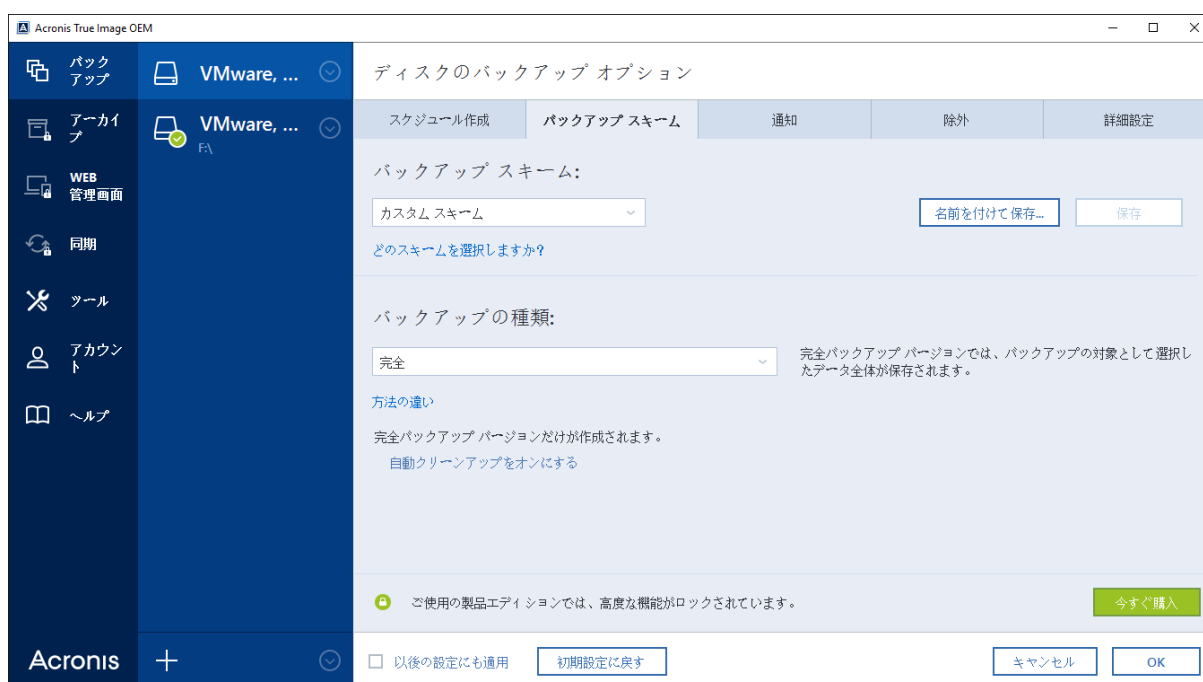 Acronis True Image OEM
バック
アップ
アーカイ
プ
WEB
管理画面
同期
ツール
アカウン
ト
ヘルプ
Acronis
VMware, ...
VMware, ...
F:\
ディスクのバックアップ オプション
スケジュール作成
バックアップ スキーム
通知
除外
詳細設定
バックアップ スキーム:
カスタム スキーム
名前を付けて保存...
保存
どのスキームを選択しますか?
バックアップの種類:
完全
完全バックアップ バージョンでは、バックアップの対象として選択し
たデータ全体が保存されます。
方法の違い
完全バックアップ バージョンだけが作成されます。
自動クリーンアップをオンにする
ご使用の製品エディションでは、高度な機能がロックされています。
今すぐ購入
以後の設定にも適用
初期設定に戻す
キャンセル
OK